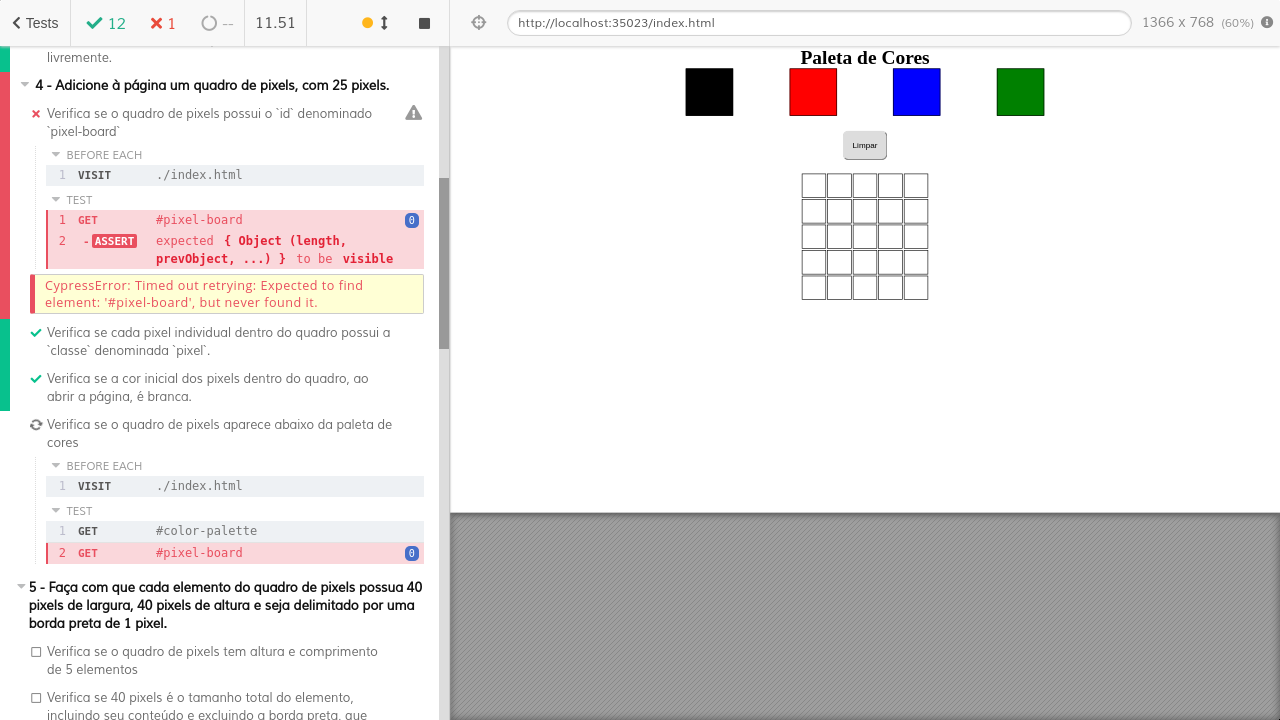 Tests
12
1
--
11.51
http://localhost:35023/index.html
1366 x 768 (60%)
livremente.
4 - Adicione à página um quadro de pixels, com 25 pixels.
Verifica se o quadro de pixels possui o `id` denominado
`pixel-board`
BEFORE EACH
1 VISIT ./index.html
TEST
1 GET #pixel-board 0
2 -ASSERT expected { Object (length,
prevObject, ...) } to be visible
CypressError: Timed out retrying: Expected to find
element: '#pixel-board', but never found it.
Verifica se cada pixel individual dentro do quadro possui a
`classe` denominada `pixel`.
Verifica se a cor inicial dos pixels dentro do quadro, ao
abrir a página, é branca.
Verifica se o quadro de pixels aparece abaixo da paleta de
cores
BEFORE EACH
1 VISIT ./index.html
TEST
1 GET #color-palette
2 GET #pixel-board 0
5 - Faça com que cada elemento do quadro de pixels possua 40
pixels de largura, 40 pixels de altura e seja delimitado por uma
borda preta de 1 pixel.
Verifica se o quadro de pixels tem altura e comprimento
de 5 elementos
Verifica se 40 pixels é o tamanho total do elemento,
incluindo seu conteúdo e excluindo a borda preta, que
Paleta de Cores
Limpar